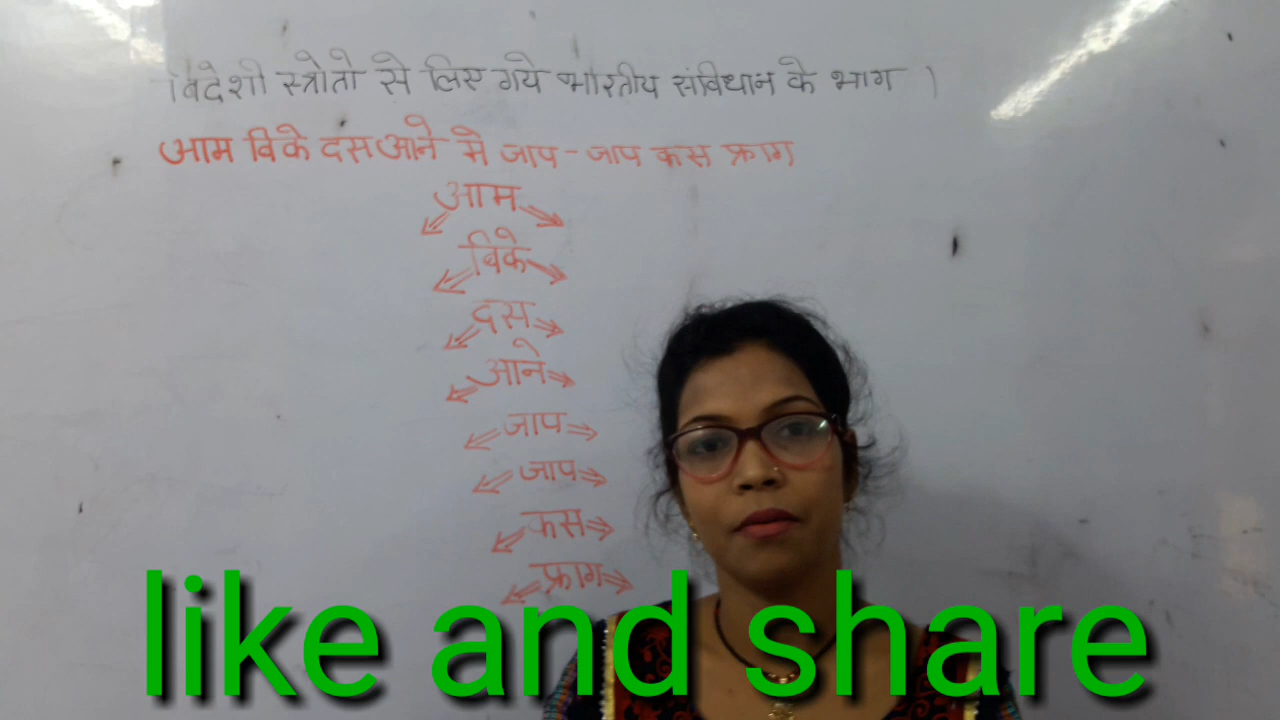 विदेशी स्त्रोतो से लिए गये भारतीय संविधान के भाग ।
आम विके दस आने मे जाप - जाप कस फ्राग
आम
विके
दस
आने
जाप
जाप
कस
फ्राग
like and share